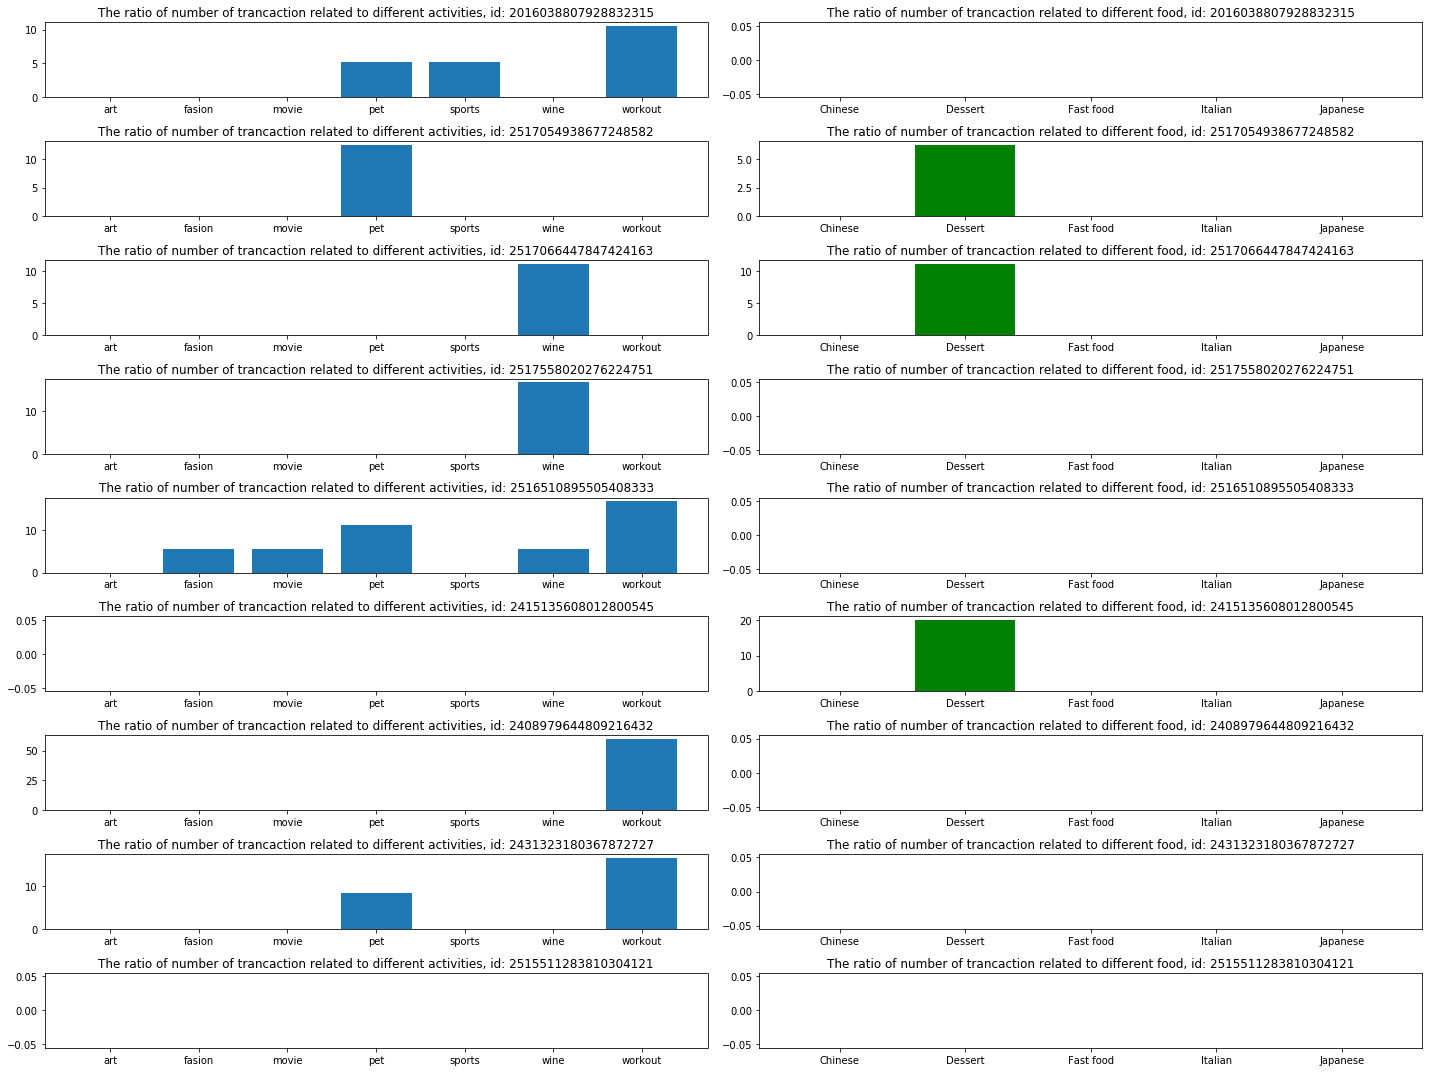 The ratio of number of trancaction related to different activities, id: 2016038807928832315
10
5
0
art fasion movie pet sports wine workout
The ratio of number of trancaction related to different food, id: 2016038807928832315
0.05
0.00
−0.05
Chinese Dessert Fast food Italian Japanese
The ratio of number of trancaction related to different activities, id: 2517054938677248582
10
5
0
art fasion movie pet sports wine workout
The ratio of number of trancaction related to different food, id: 2517054938677248582
5.0
2.5
0.0
Chinese Dessert Fast food Italian Japanese
The ratio of number of trancaction related to different activities, id: 2517066447847424163
10
5
0
art fasion movie pet sports wine workout
The ratio of number of trancaction related to different food, id: 2517066447847424163
10
5
0
Chinese Dessert Fast food Italian Japanese
The ratio of number of trancaction related to different activities, id: 2517558020276224751
10
0
art fasion movie pet sports wine workout
The ratio of number of trancaction related to different food, id: 2517558020276224751
0.05
0.00
−0.05
Chinese Dessert Fast food Italian Japanese
The ratio of number of trancaction related to different activities, id: 2516510895505408333
10
0
art fasion movie pet sports wine workout
The ratio of number of trancaction related to different food, id: 2516510895505408333
0.05
0.00
−0.05
Chinese Dessert Fast food Italian Japanese
The ratio of number of trancaction related to different activities, id: 2415135608012800545
0.05
0.00
−0.05
art fasion movie pet sports wine workout
The ratio of number of trancaction related to different food, id: 2415135608012800545
20
10
0
Chinese Dessert Fast food Italian Japanese
The ratio of number of trancaction related to different activities, id: 2408979644809216432
50
25
0
art fasion movie pet sports wine workout
The ratio of number of trancaction related to different food, id: 2408979644809216432
0.05
0.00
−0.05
Chinese Dessert Fast food Italian Japanese
The ratio of number of trancaction related to different activities, id: 2431323180367872727
10
0
art fasion movie pet sports wine workout
The ratio of number of trancaction related to different food, id: 2431323180367872727
0.05
0.00
−0.05
Chinese Dessert Fast food Italian Japanese
The ratio of number of trancaction related to different activities, id: 2515511283810304121
0.05
0.00
−0.05
art fasion movie pet sports wine workout
The ratio of number of trancaction related to different food, id: 2515511283810304121
0.05
0.00
−0.05
Chinese Dessert Fast food Italian Japanese